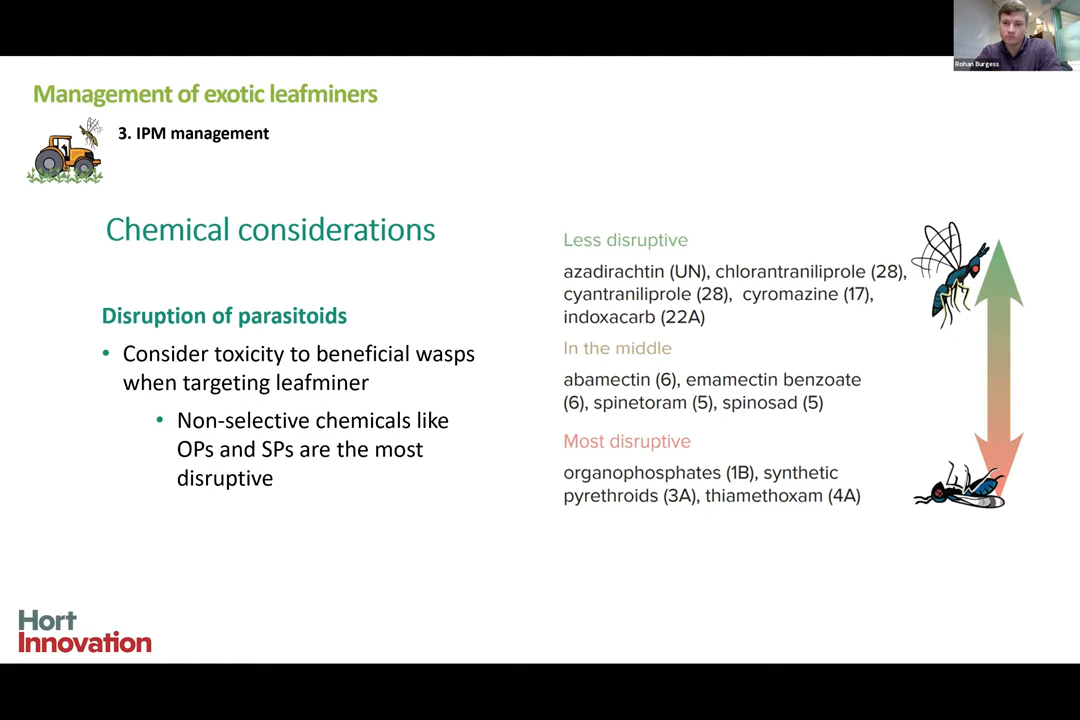 Rohan Burgess
Management of exotic leafminers
3. IPM management
Chemical considerations
Disruption of parasitoids
• Consider toxicity to beneficial wasps
when targeting leafminer
• Non-selective chemicals like
OPs and SPs are the most
disruptive
Less disruptive
azadirachtin (UN), chlorantraniliprole (28),
cyantraniliprole (28), cyromazine (17),
indoxacarb (22A)
In the middle
abamectin (6), emamectin benzoate
(6), spinetoram (5), spinosad (5)
Most disruptive
organophosphates (1B), synthetic
pyrethroids (3A), thiamethoxam (4A)
Hort
Innovation